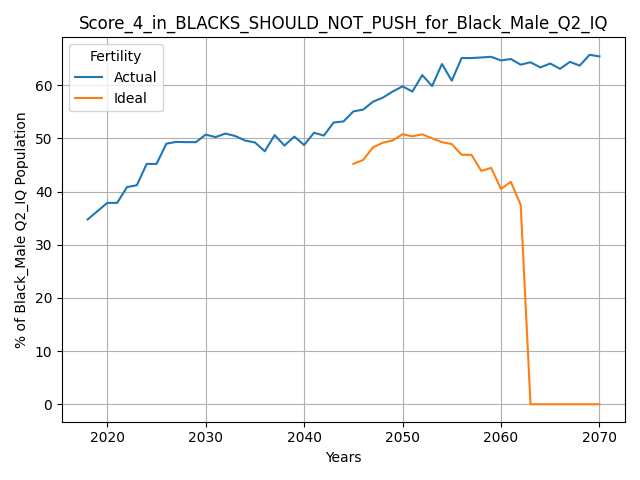 Score_4_in_BLACKS_SHOULD_NOT_PUSH_for_Black_Male_Q2_IQ
Fertility
Actual
Ideal
% of Black_Male Q2_IQ Population
60
50
40
30
20
10
0
2020 2030 2040 2050 2060 2070
Years